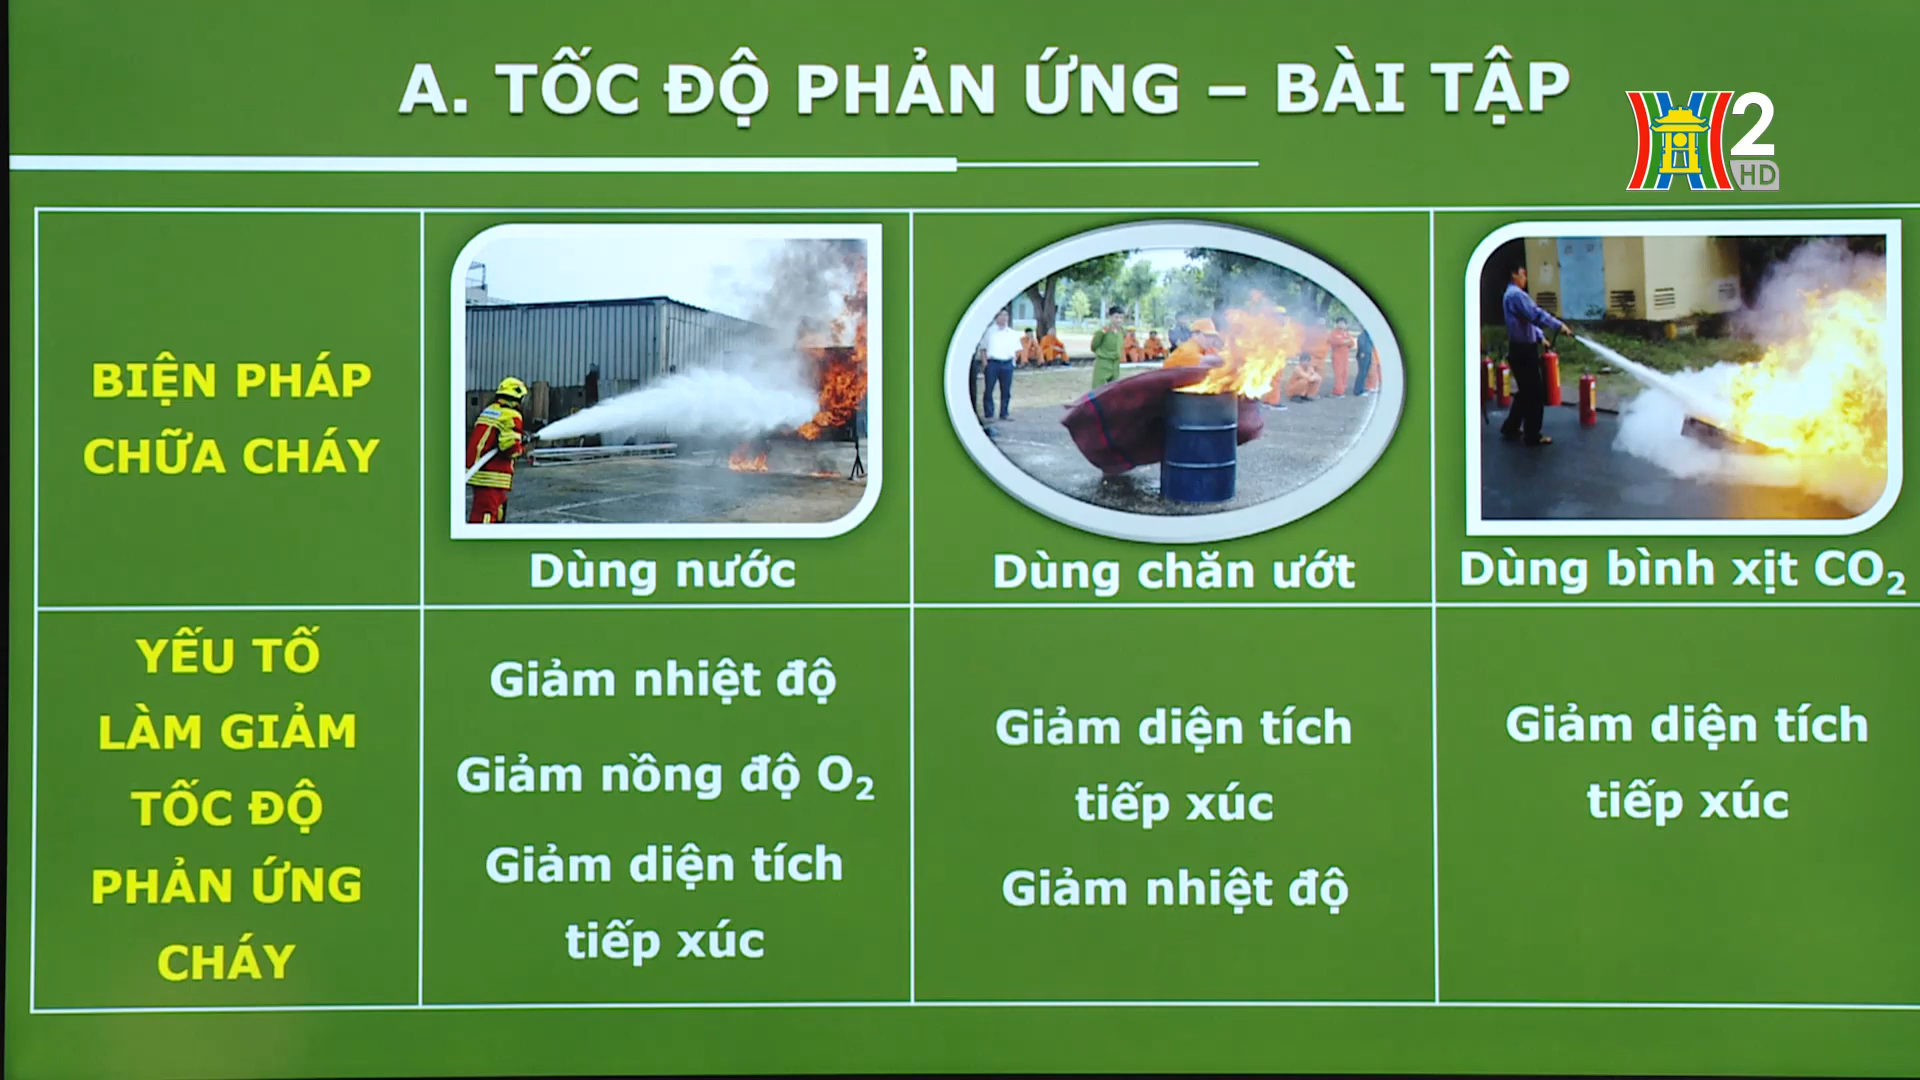 A. TỐC ĐỘ PHẢN ỨNG – BÀI TẬP
2
HD
BIỆN PHÁP
CHỮA CHÁY
Dùng nước
Dùng chăn ướt
Dùng bình xịt CO₂
YẾU TỐ
LÀM GIẢM
TỐC ĐỘ
PHẢN ỨNG
CHÁY
Giảm nhiệt độ
Giảm nồng độ O₂
Giảm diện tích
tiếp xúc
Giảm diện tích
tiếp xúc
Giảm nhiệt độ
Giảm diện tích
tiếp xúc